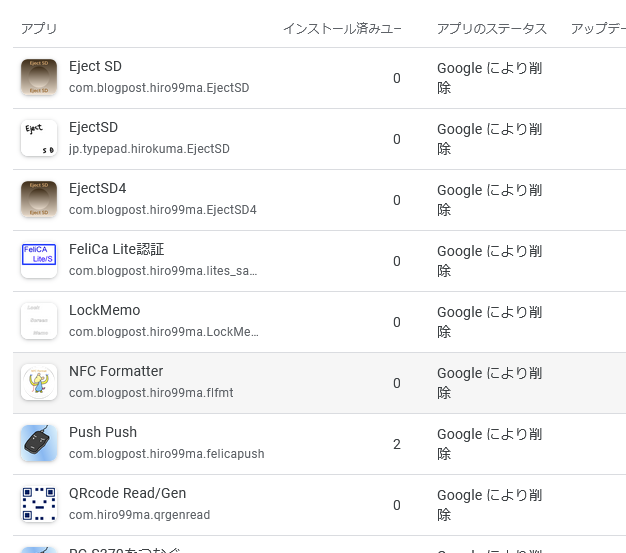 アプリ インストール済みユー アプリのステータス アップデー
Eject SD
com.blogpost.hiro99ma.EjectSD
0
Google により削
除
EjectSD
jp.typepad.hirokuma.EjectSD
0
Google により削
除
EjectSD4
com.blogpost.hiro99ma.EjectSD4
0
Google により削
除
FeliCa Lite認証
com.blogpost.hiro99ma.lites_sa…
0
Google により削
除
LockMemo
com.blogpost.hiro99ma.LockMe…
0
Google により削
除
NFC Formatter
com.blogpost.hiro99ma.flfmt
0
Google により削
除
Push Push
com.blogpost.hiro99ma.felicapush
2
Google により削
除
QRcode Read/Gen
com.hiro99ma.qrgenread
0
Google により削
除